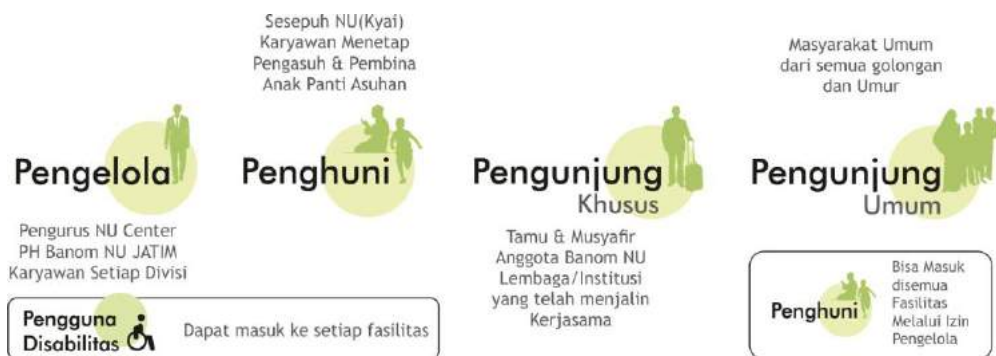 Sesepuh NU(Kyai)
Karyawan Menetap
Pengasuh & Pembina
Anak Panti Asuhan
Masyarakat Umum
dari semua golongan
dan Umur
Pengelola
Penghuni
Pengunjung
Khusus
Pengunjung
Umum
Pengurus NU Center
PH Banom NU JATIM
Karyawan Setiap Divisi
Tamu & Musyafir
Anggota Banom NU
Lembaga/Institusi
yang telah menjalin
Kerjasama
Pengguna
Disabilitas
Dapat masuk ke setiap fasilitas
Penghuni
Bisa Masuk
disemua
Fasilitas
Melalui Izin
Pengelola